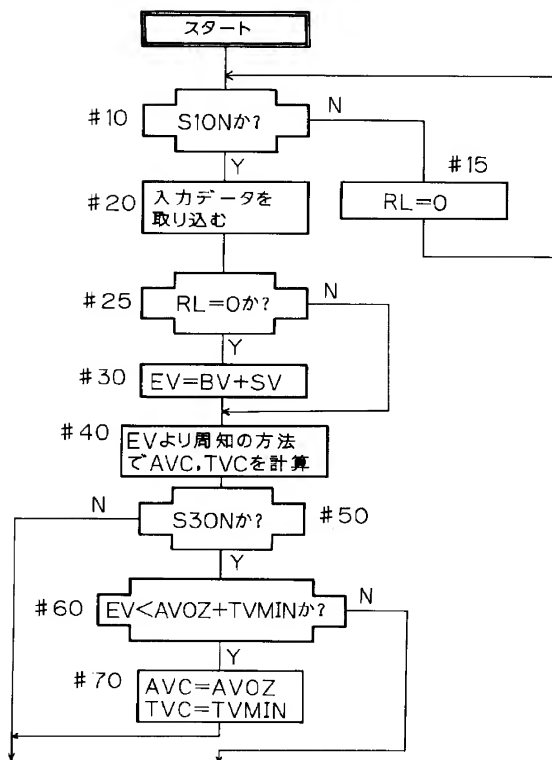 スタート
#10
S1ONか?
N
Y
#15
RL=0
#20
入力データを
取り込む
#25
RL=0か?
N
Y
#30
EV=BV+SV
#40
EVより周知の方法
でAVC,TVCを計算
N
S3ONか?
#50
Y
#60
EV<AVOZ+TVMINか?
N
Y
#70
AVC=AVOZ
TVC=TVMIN